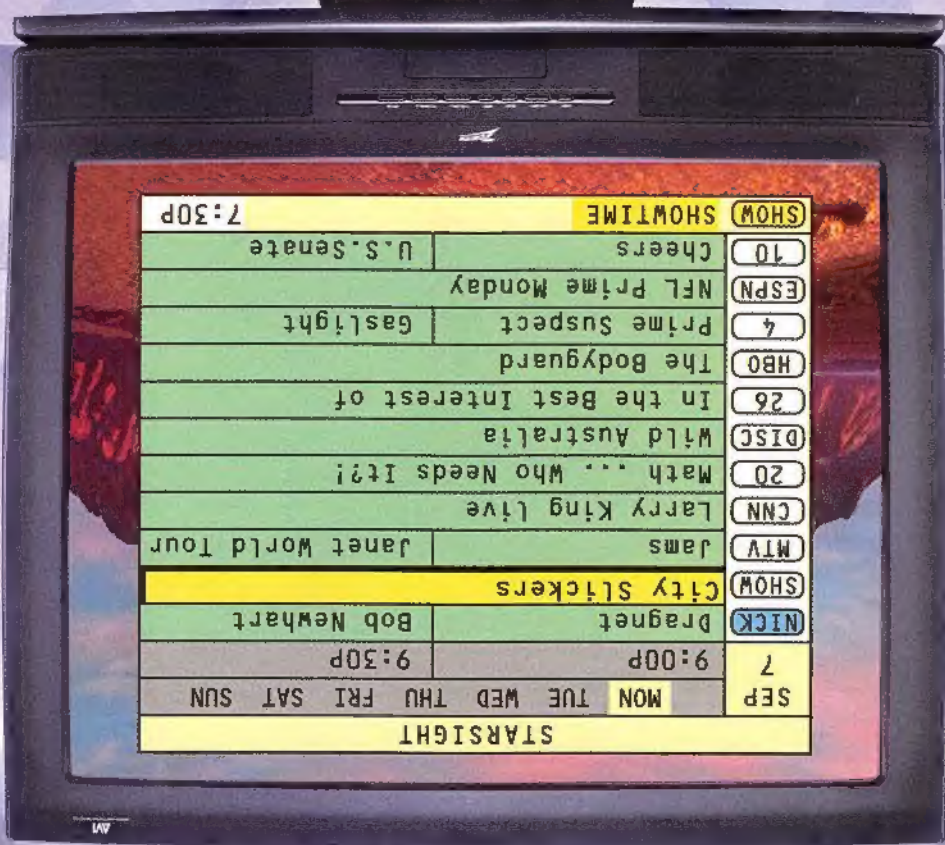 STARSIGHT
SEP 7 MON TUE WED THU FRI SAT SUN
9:00P 9:30P
NICK Dragnet Bob Newhart
SHOW City Slickers
MTV Jams Janet World Tour
CNN Larry King Live
20 Math ... Who Needs It?!
DISC Wild Australia
26 In the Best Interest of
HBO The Bodyguard
4 Prime Suspect Gaslight
ESPN NFL Prime Monday
10 Cheers U.S.Senate
SHOW SHOWTIME 7:30P